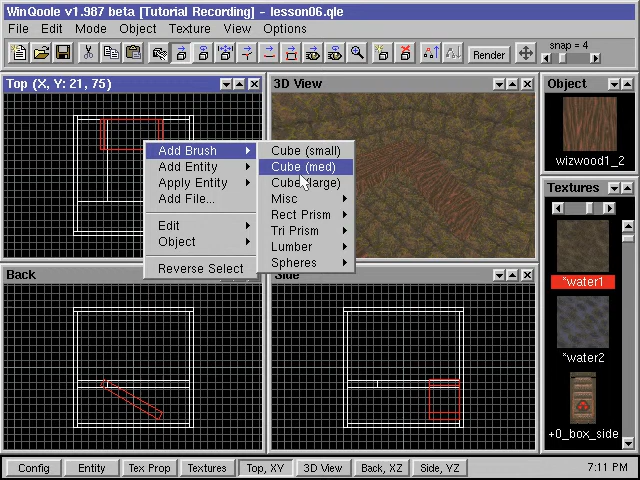 WinQoole v1.987 beta [Tutorial Recording] - lesson06.qle
File Edit Mode Object Texture View Options
Render
snap = 4
Top (X, Y: 21, 75)
3D View
Object
wizwood1_2
Textures
*water1
*water2
+0_box_side
Add Brush
Add Entity
Apply Entity
Add File...
Edit
Object
Reverse Select
Cube (small)
Cube (med)
Cube (large)
Misc
Rect Prism
Tri Prism
Lumber
Spheres
Back
Side
Config Entity Tex Prop Textures Top, XY 3D View Back, XZ Side, YZ 7:11 PM